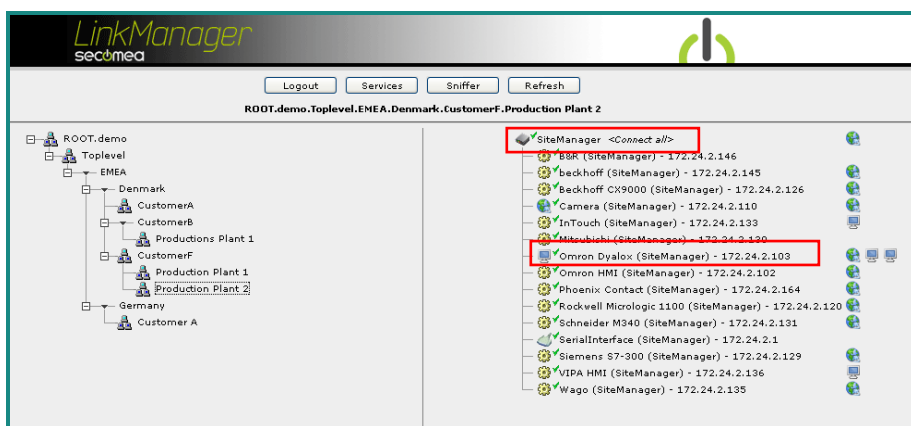 LinkManager
secomea
Logout Services Sniffer Refresh
ROOT.demo.Toplevel.EMEA.Denmark.CustomerF.Production Plant 2
ROOT.demo
Toplevel
EMEA
Denmark
CustomerA
CustomerB
Productions Plant 1
CustomerF
Production Plant 1
Production Plant 2
Germany
Customer A
SiteManager <Connect all>
B&R (SiteManager) - 172.24.2.146
beckhoff (SiteManager) - 172.24.2.145
Beckhoff CX9000 (SiteManager) - 172.24.2.126
Camera (SiteManager) - 172.24.2.110
InTouch (SiteManager) - 172.24.2.133
Mitsubishi (SiteManager) - 172.24.2.130
Omron Dyalox (SiteManager) - 172.24.2.103
Omron HMI (SiteManager) - 172.24.2.102
Phoenix Contact (SiteManager) - 172.24.2.164
Rockwell Micrologic 1100 (SiteManager) - 172.24.2.120
Schneider M340 (SiteManager) - 172.24.2.131
SerialInterface (SiteManager) - 172.24.2.1
Siemens S7-300 (SiteManager) - 172.24.2.129
VIPA HMI (SiteManager) - 172.24.2.136
Wago (SiteManager) - 172.24.2.135